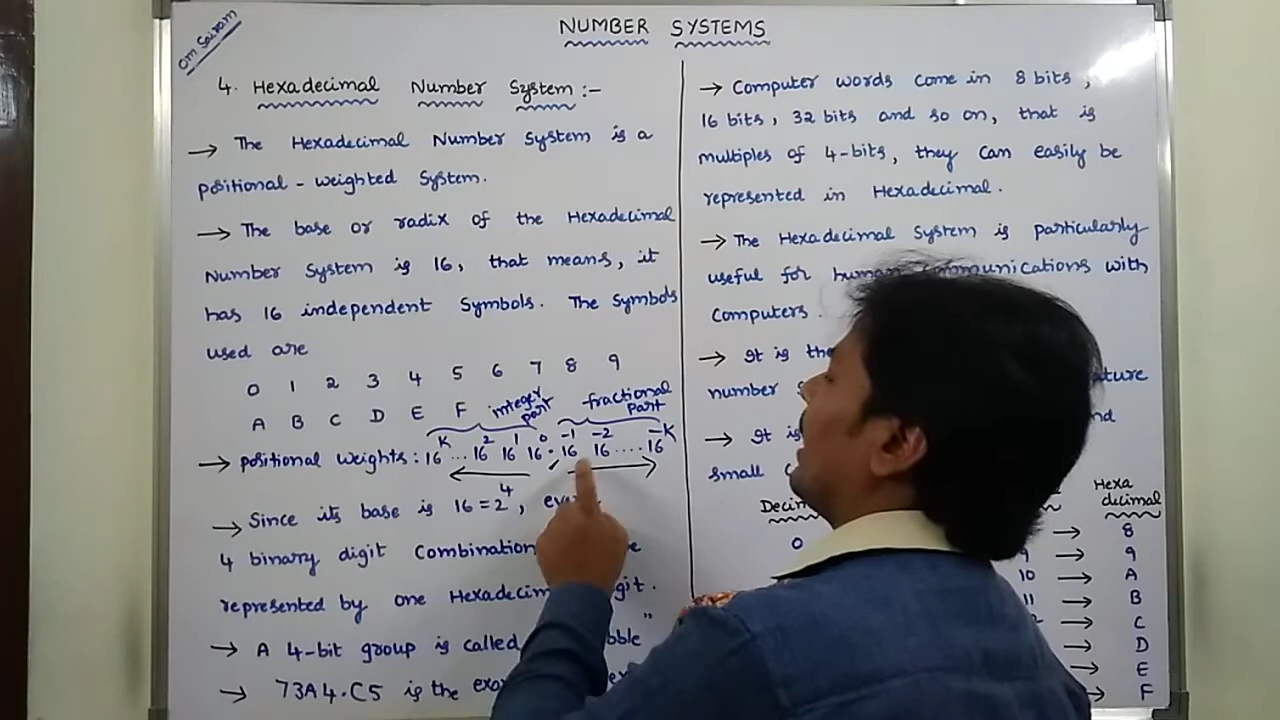 Om Sairam
NUMBER SYSTEMS
4. Hexadecimal Number System :-
→ The Hexadecimal Number System is a
positional - weighted System.
→ The base or radix of the Hexadecimal
Number System is 16, that means, it
has 16 independent Symbols. The Symbols
used are
0 1 2 3 4 5 6 7 8 9
A B C D E F
integer part fractional part
→ positional weights : 16^K ... 16^2 16^1 16^0 . 16^-1 16^-2 .... 16^-K
→ Since its base is 16 = 2^4,
4 binary digit Combination
represented by one Hexadecim git.
→ A 4-bit group is called bble "
→ 73A4.C5 is the exa
→ Computer words come in 8 bits,
16 bits, 32 bits and so on, that is
multiples of 4-bits, they can easily be
represented in Hexadecimal.
→ The Hexadecimal System is particularly
useful for human Communications with
Computers.
→ It is the
number ature
→ It is nd
small
Decim Hexa
decimal
0 → 8
9 → 9
10 → A
11 → B
→ C
→ D
→ E
→ F